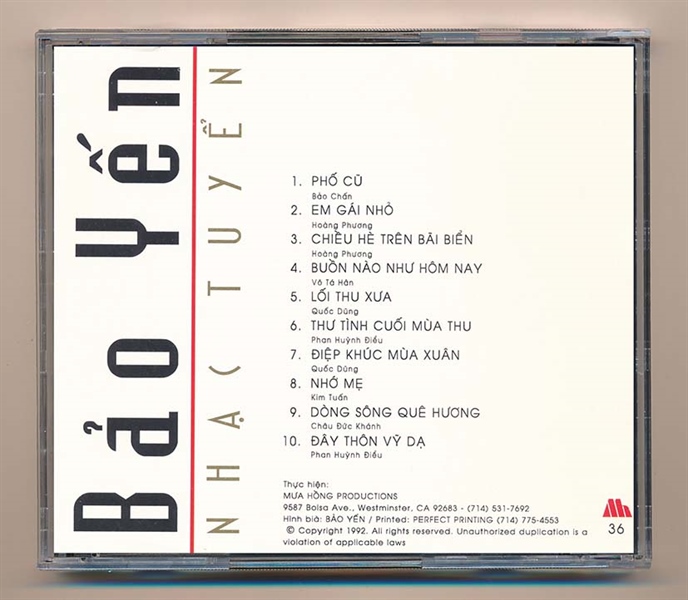 Bảo Yến
NHẠC TUYỂN
1. PHỐ CŨ
Bảo Chấn
2. EM GÁI NHỎ
Hoàng Phương
3. CHIỀU HÈ TRÊN BÃI BIỂN
Hoàng Phương
4. BUỒN NÀO NHƯ HÔM NAY
Võ Tá Hân
5. LỐI THU XƯA
Quốc Dũng
6. THƯ TÌNH CUỐI MÙA THU
Phan Huỳnh Điểu
7. ĐIỆP KHÚC MÙA XUÂN
Quốc Dũng
8. NHỚ MẸ
Kim Tuấn
9. DÒNG SÔNG QUÊ HƯƠNG
Châu Đức Khánh
10. ĐÂY THÔN VỸ DẠ
Phan Huỳnh Điểu
Thực hiện:
MƯA HỒNG PRODUCTIONS
9587 Bolsa Ave., Westminster, CA 92683 - (714) 531-7692
Hình bìa: BẢO YẾN / Printed: PERFECT PRINTING (714) 775-4553
© Copyright 1992. All rights reserved. Unauthorized duplication is a
violation of applicable laws
36